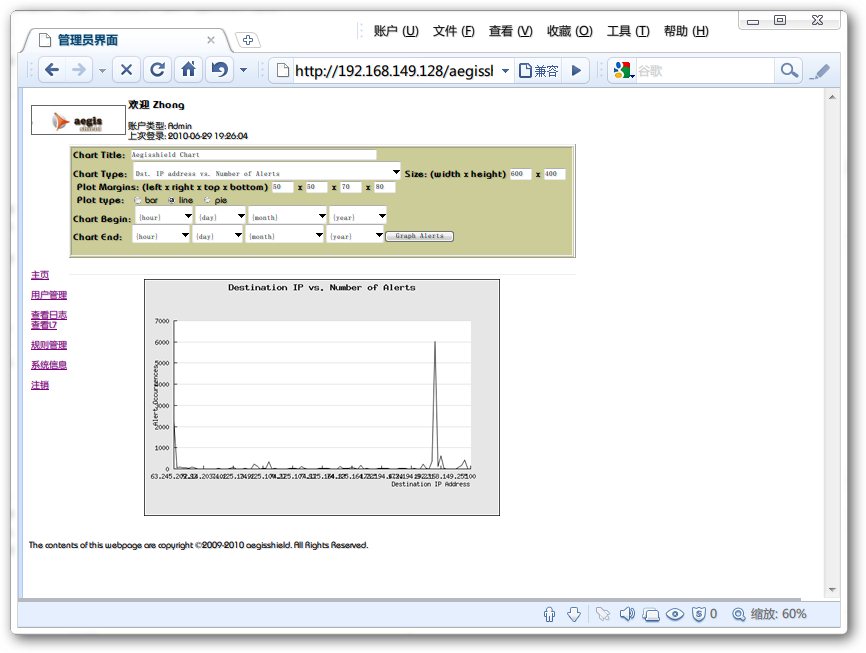 账户 (U) 文件 (F) 查看 (V) 收藏 (O) 工具 (T) 帮助 (H)
管理员界面
http://192.168.149.128/aegissl 兼容 谷歌
aegis
欢迎 Zhong
账户类型: Admin
上次登录: 2010-06-29 19:26:04
Chart Title: Aegisshield Chart
Chart Type: Dst. IP address vs. Number of Alerts Size: (width x height) 600 x 400
Plot Margins: (left x right x top x bottom) 50 x 50 x 70 x 80
Plot type: bar line pie
Chart Begin: {hour} {day} {month} {year}
Chart End: {hour} {day} {month} {year} Graph Alerts
主页
用户管理
查看日志
查看L7
规则管理
系统信息
注销
Destination IP vs. Number of Alerts
7000
6000
5000
4000
3000
2000
1000
0
Alert Occurrences
Destination IP Address
The contents of this webpage are copyright ©2009-2010 aegisshield. All Rights Reserved.
0 缩放: 60%